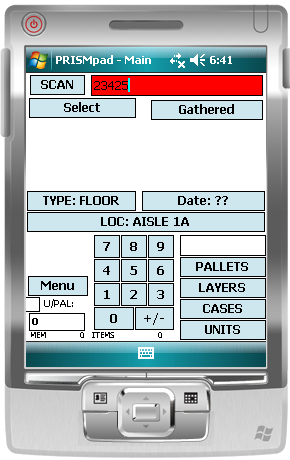 PRISMpad - Main 6:41
SCAN 23425
Select Gathered
TYPE: FLOOR Date: ??
LOC: AISLE 1A
7 8 9
4 5 6 PALLETS
Menu 1 2 3 LAYERS
U/PAL: CASES
0 0 +/- UNITS
MEM 0 ITEMS 0